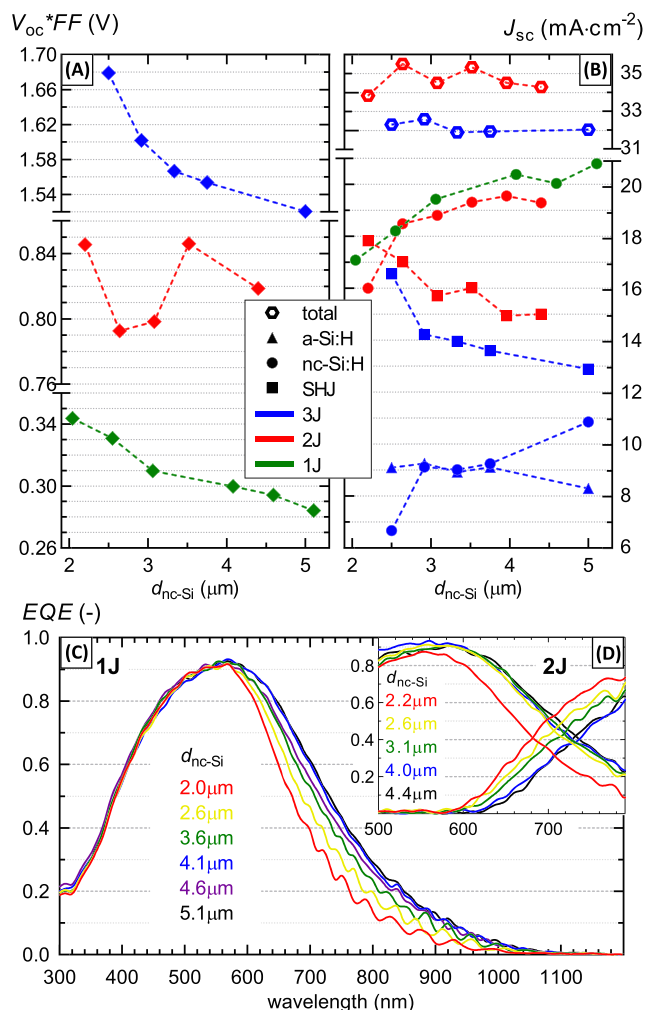 V_oc*FF (V)
J_sc (mA·cm⁻²)
(A)
1.70
1.66
1.62
1.58
1.54
0.84
0.80
0.76
0.34
0.30
0.26
2 3 4 5
d_nc-Si (μm)
(B)
35
33
31
20
18
16
14
12
10
8
6
2 3 4 5
d_nc-Si (μm)
total
a-Si:H
nc-Si:H
SHJ
3J
2J
1J
EQE (-)
(C) 1J
1.0
0.8
0.6
0.4
0.2
0.0
d_nc-Si
2.0μm
2.6μm
3.6μm
4.1μm
4.6μm
5.1μm
300 400 500 600 700 800 900 1000 1100
wavelength (nm)
2J (D)
0.8
0.6
0.4
0.2
d_nc-Si
2.2μm
2.6μm
3.1μm
4.0μm
4.4μm
500 600 700